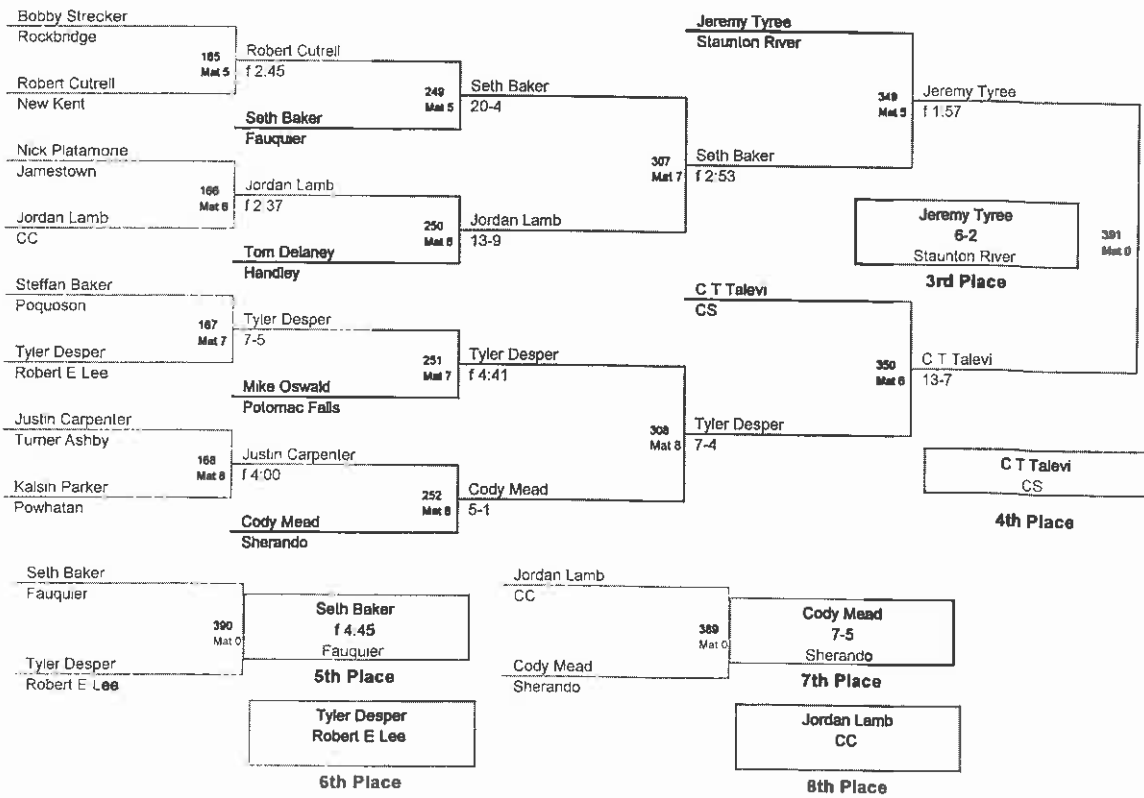 Bobby Strecker
Rockbridge
185
Mat 5
Robert Cutrell
New Kent
Robert Cutrell
f 2.45
Seth Baker
Fauquier
249
Mat 5
Seth Baker
20-4
Nick Platamone
Jamestown
166
Mat 6
Jordan Lamb
CC
Jordan Lamb
f 2 37
Tom Delaney
Handley
250
Mat 6
Jordan Lamb
13-9
307
Mat 7
Seth Baker
f 2:53
Jeremy Tyree
Staunton River
349
Mat 5
Jeremy Tyree
f 1:57
Steffan Baker
Poquoson
167
Mat 7
Tyler Desper
Robert E Lee
Tyler Desper
7-5
Mike Oswald
Potomac Falls
251
Mat 7
Tyler Desper
f 4:41
Justin Carpenter
Turner Ashby
168
Mat 8
Kalsin Parker
Powhatan
Justin Carpenter
f 4:00
Cody Mead
Sherando
252
Mat 8
Cody Mead
5-1
308
Mat 8
Tyler Desper
7-4
C T Talevi
CS
350
Mat 6
C T Talevi
13-7
391
Mat 0
Jeremy Tyree
6-2
Staunton River
3rd Place
C T Talevi
CS
4th Place
Seth Baker
Fauquier
390
Mat 0
Tyler Desper
Robert E Lee
Seth Baker
f 4.45
Fauquier
5th Place
Tyler Desper
Robert E Lee
6th Place
Jordan Lamb
CC
389
Mat 0
Cody Mead
Sherando
Cody Mead
7-5
Sherando
7th Place
Jordan Lamb
CC
8th Place